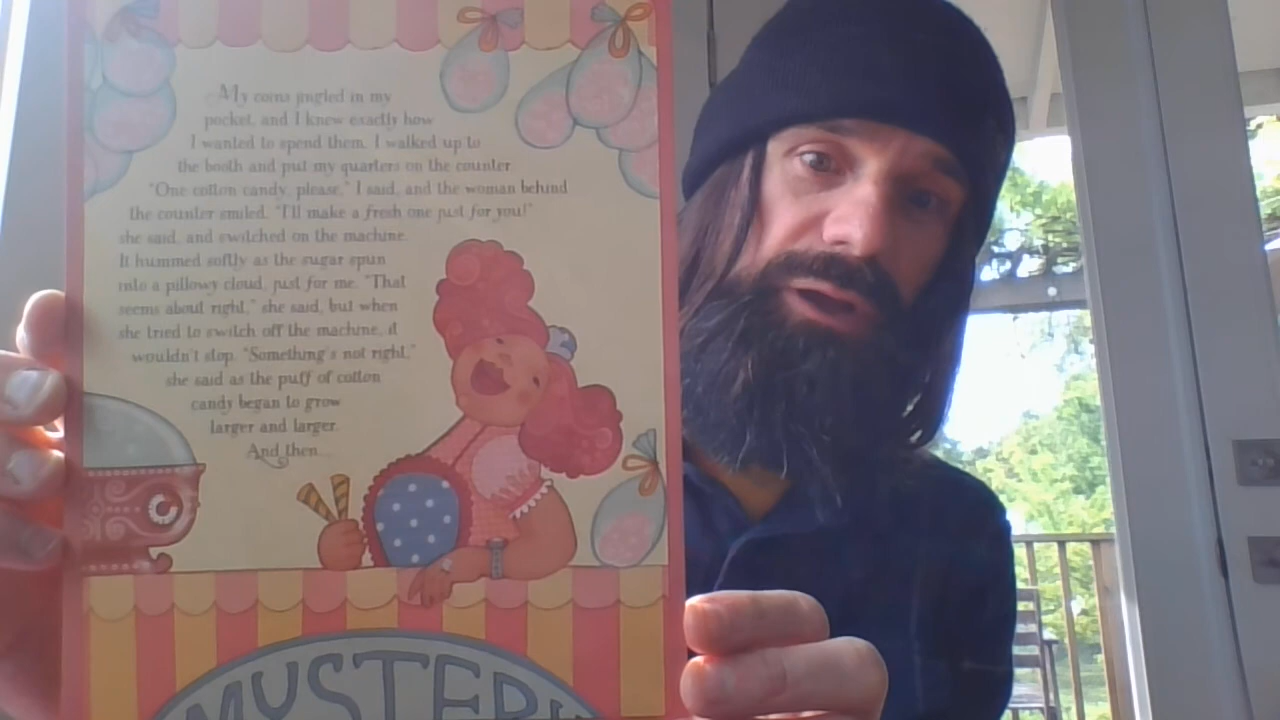 My coins jingled in my
pocket, and I knew exactly how
I wanted to spend them. I walked up to
the booth and put my quarters on the counter.
"One cotton candy, please," I said, and the woman behind
the counter smiled. "I'll make a fresh one just for you!"
she said, and switched on the machine.
It hummed softly as the sugar spun
into a pillowy cloud, just for me. "That
seems about right," she said, but when
she tried to switch off the machine, it
wouldn't stop. "Something's not right,"
she said as the puff of cotton
candy began to grow
larger and larger.
And then...
MYSTERY